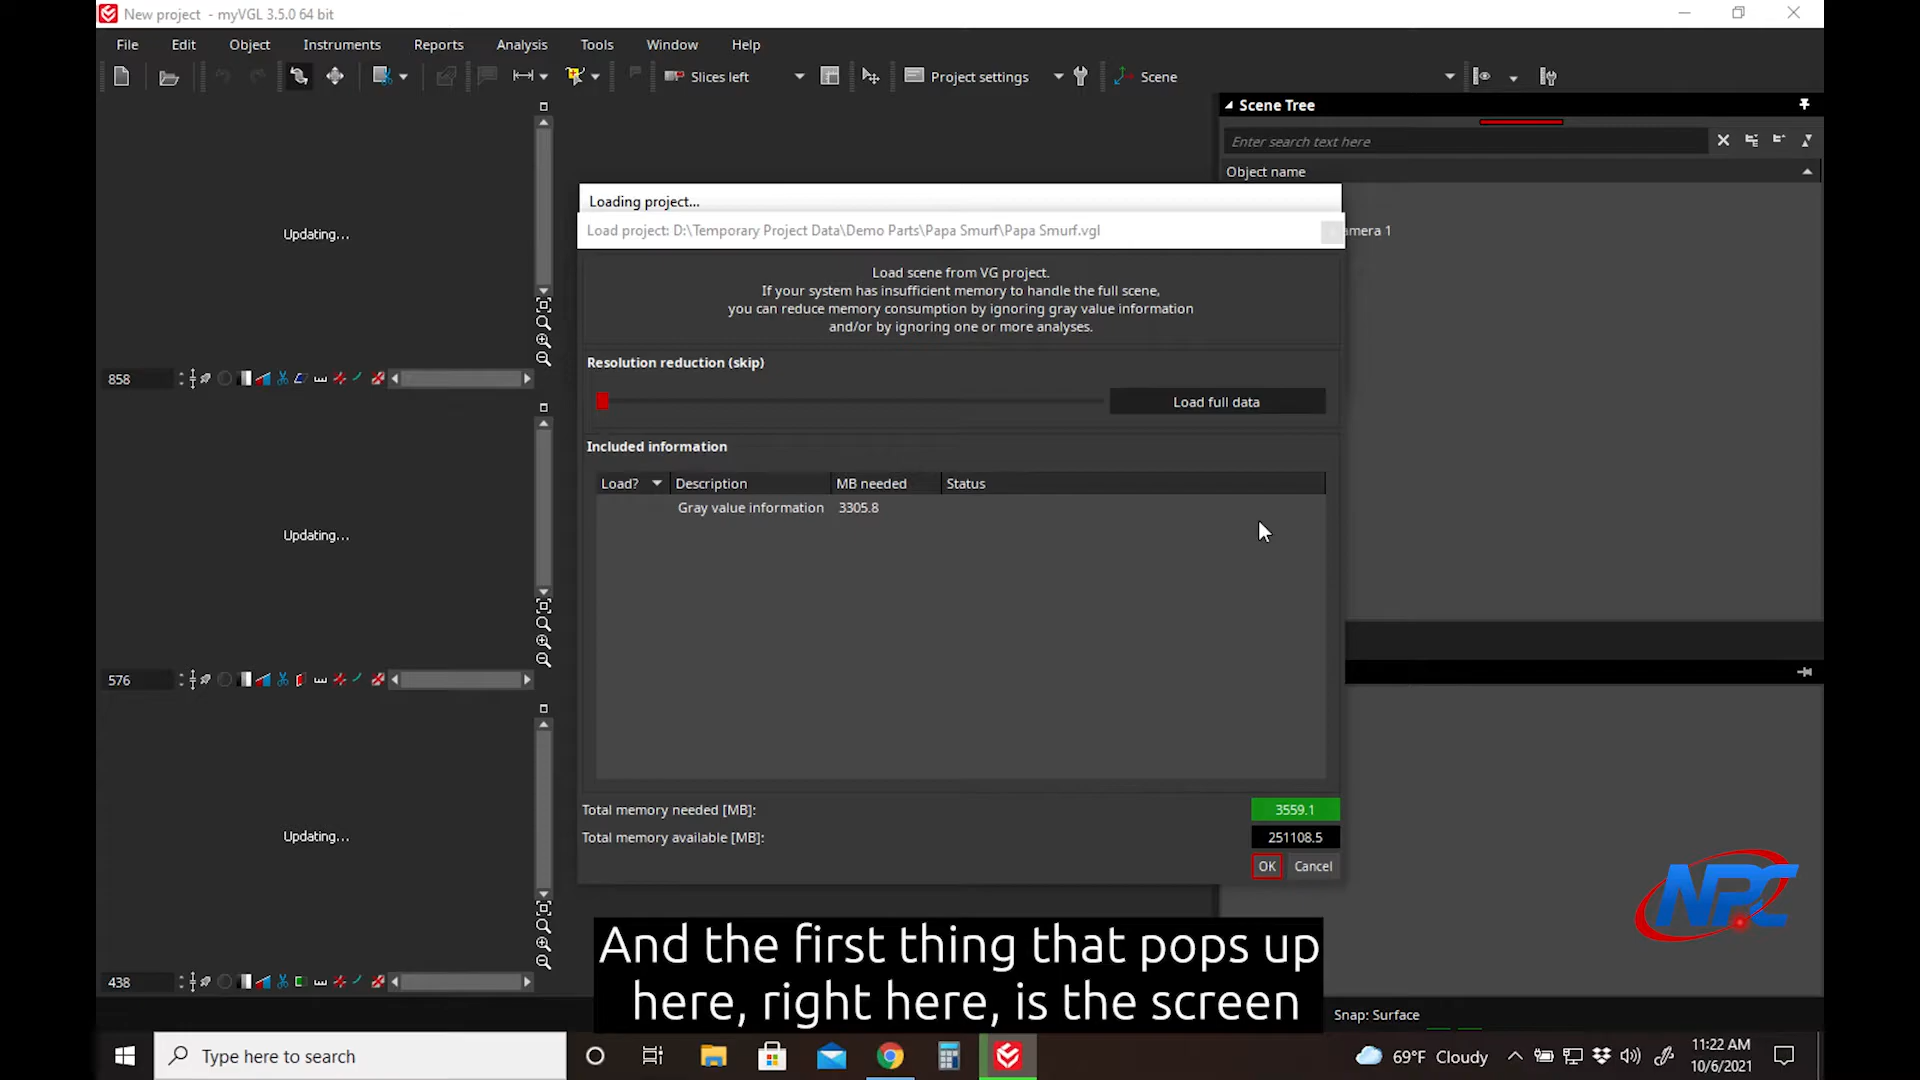 New project - myVGL 3.5.0 64 bit
File Edit Object Instruments Reports Analysis Tools Window Help
Slices left Project settings Scene
Scene Tree
Enter search text here
Object name
amera 1
Loading project...
Load project: D:\Temporary Project Data\Demo Parts\Papa Smurf\Papa Smurf.vgl
Load scene from VG project.
If your system has insufficient memory to handle the full scene,
you can reduce memory consumption by ignoring gray value information
and/or by ignoring one or more analyses.
Resolution reduction (skip)
Load full data
Included information
Load? Description MB needed Status
Gray value information 3305.8
Total memory needed [MB]: 3559.1
Total memory available [MB]: 251108.5
OK Cancel
Updating...
858
Updating...
576
Updating...
438
NPC
And the first thing that pops up
here, right here, is the screen
Snap: Surface
Type here to search
69°F Cloudy
11:22 AM
10/6/2021